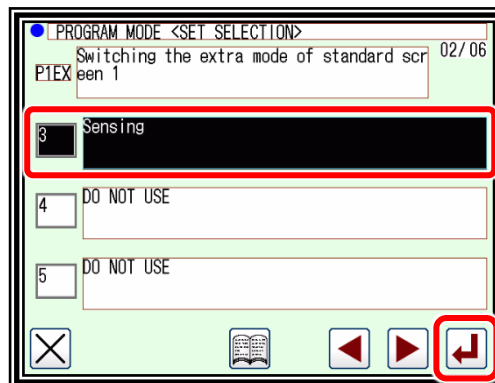 PROGRAM MODE <SET SELECTION>
02/06
P1EX
Switching the extra mode of standard scr
een 1
3
Sensing
4
DO NOT USE
5
DO NOT USE